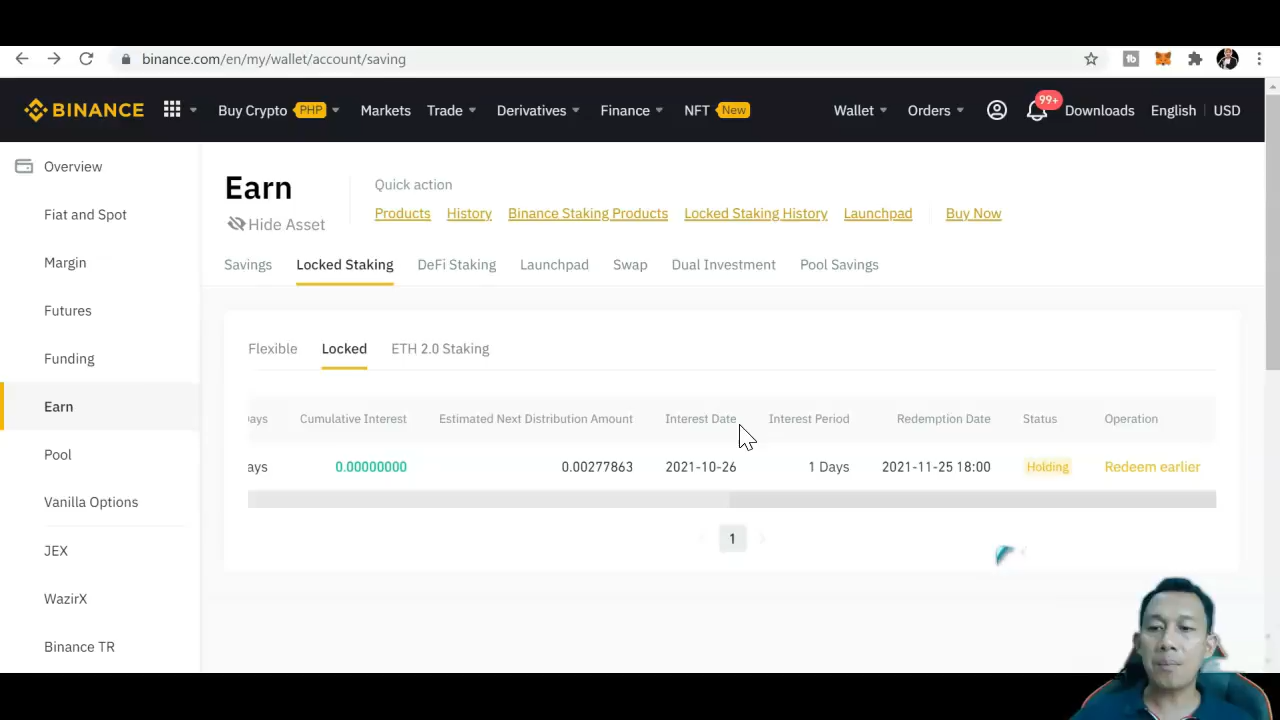 binance.com/en/my/wallet/account/saving
BINANCE Buy Crypto PHP Markets Trade Derivatives Finance NFT New Wallet Orders 99+ Downloads English USD
Overview
Fiat and Spot
Margin
Futures
Funding
Earn
Pool
Vanilla Options
JEX
WazirX
Binance TR
Earn
Hide Asset
Quick action
Products History Binance Staking Products Locked Staking History Launchpad Buy Now
Savings Locked Staking DeFi Staking Launchpad Swap Dual Investment Pool Savings
Flexible Locked ETH 2.0 Staking
ays Cumulative Interest Estimated Next Distribution Amount Interest Date Interest Period Redemption Date Status Operation
ays 0.00000000 0.00277863 2021-10-26 1 Days 2021-11-25 18:00 Holding Redeem earlier
1